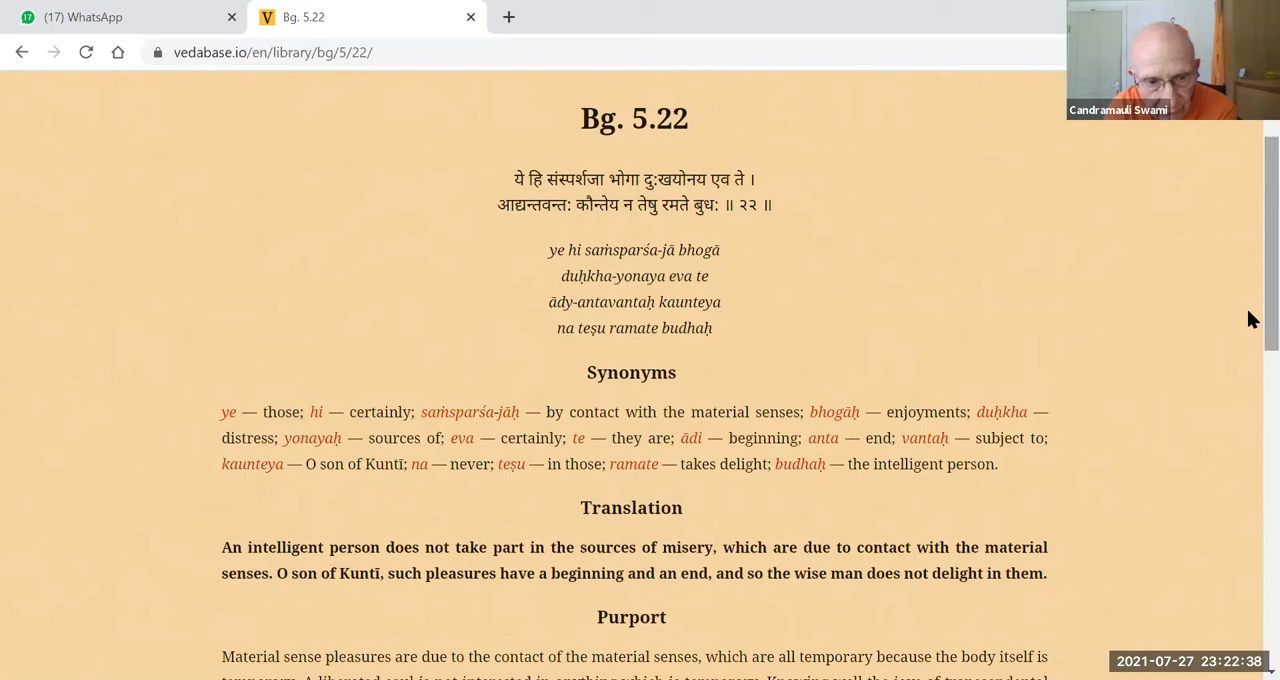 (17) WhatsApp
Bg. 5.22
vedabase.io/en/library/bg/5/22/
Candramauli Swami
Bg. 5.22
ये हि संस्पर्शजा भोगा दु:खयोनय एव ते ।
आद्यन्तवन्त: कौन्तेय न तेषु रमते बुध: ॥ २२ ॥
ye hi saṁsparśa-jā bhogā
duḥkha-yonaya eva te
ādy-antavantaḥ kaunteya
na teṣu ramate budhaḥ
Synonyms
ye — those; hi — certainly; saṁsparśa-jāḥ — by contact with the material senses; bhogāḥ — enjoyments; duḥkha —
distress; yonayaḥ — sources of; eva — certainly; te — they are; ādi — beginning; anta — end; vantaḥ — subject to;
kaunteya — O son of Kuntī; na — never; teṣu — in those; ramate — takes delight; budhaḥ — the intelligent person.
Translation
An intelligent person does not take part in the sources of misery, which are due to contact with the material
senses. O son of Kuntī, such pleasures have a beginning and an end, and so the wise man does not delight in them.
Purport
Material sense pleasures are due to the contact of the material senses, which are all temporary because the body itself is
2021-07-27 23:22:38